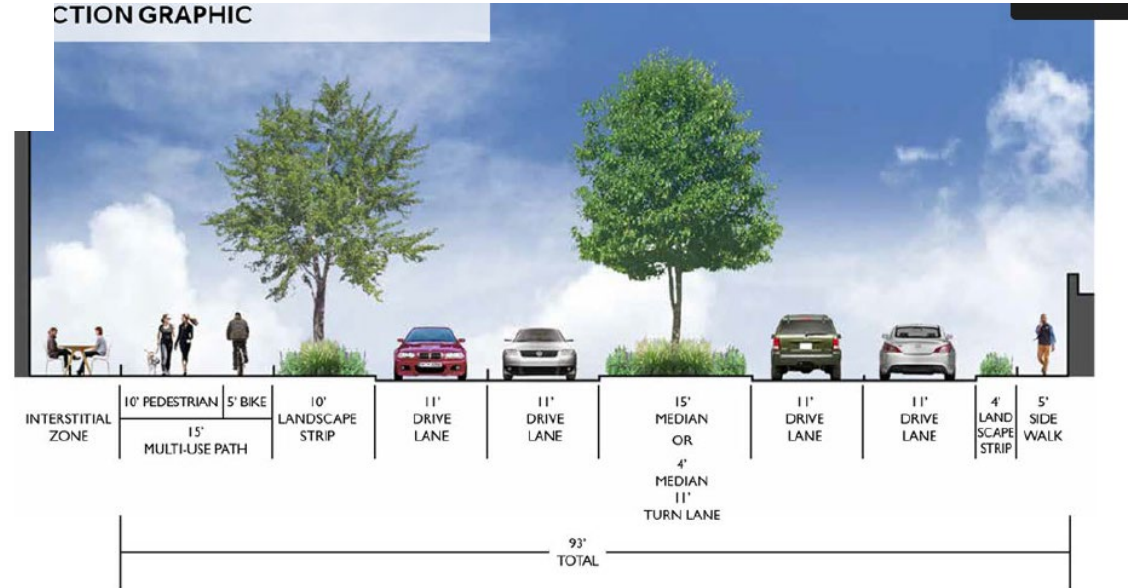 CTION GRAPHIC
INTERSTITIAL
ZONE
10' PEDESTRIAN
5' BIKE
15'
MULTI-USE PATH
10'
LANDSCAPE
STRIP
11'
DRIVE
LANE
11'
DRIVE
LANE
15'
MEDIAN
OR
4'
MEDIAN
11'
TURN LANE
11'
DRIVE
LANE
11'
DRIVE
LANE
4'
LAND
SCAPE
STRIP
5'
SIDE
WALK
93'
TOTAL